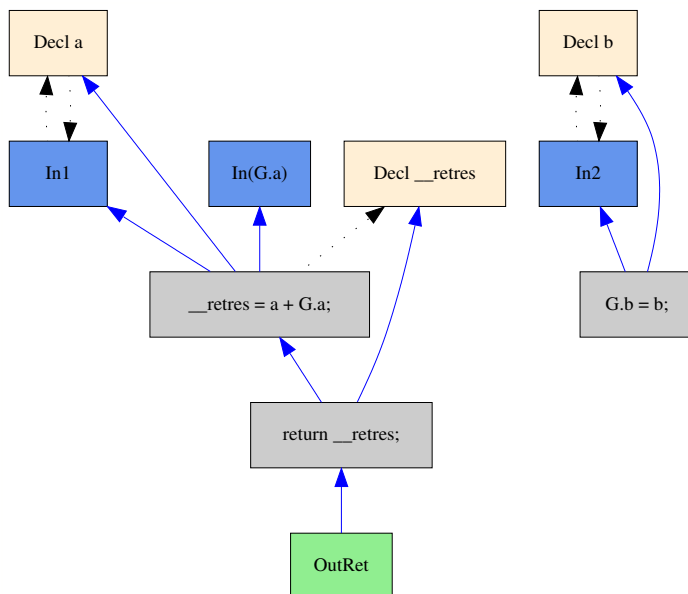 Decl a
Decl b
In1
In(G.a)
Decl __retres
In2
__retres = a + G.a;
G.b = b;
return __retres;
OutRet